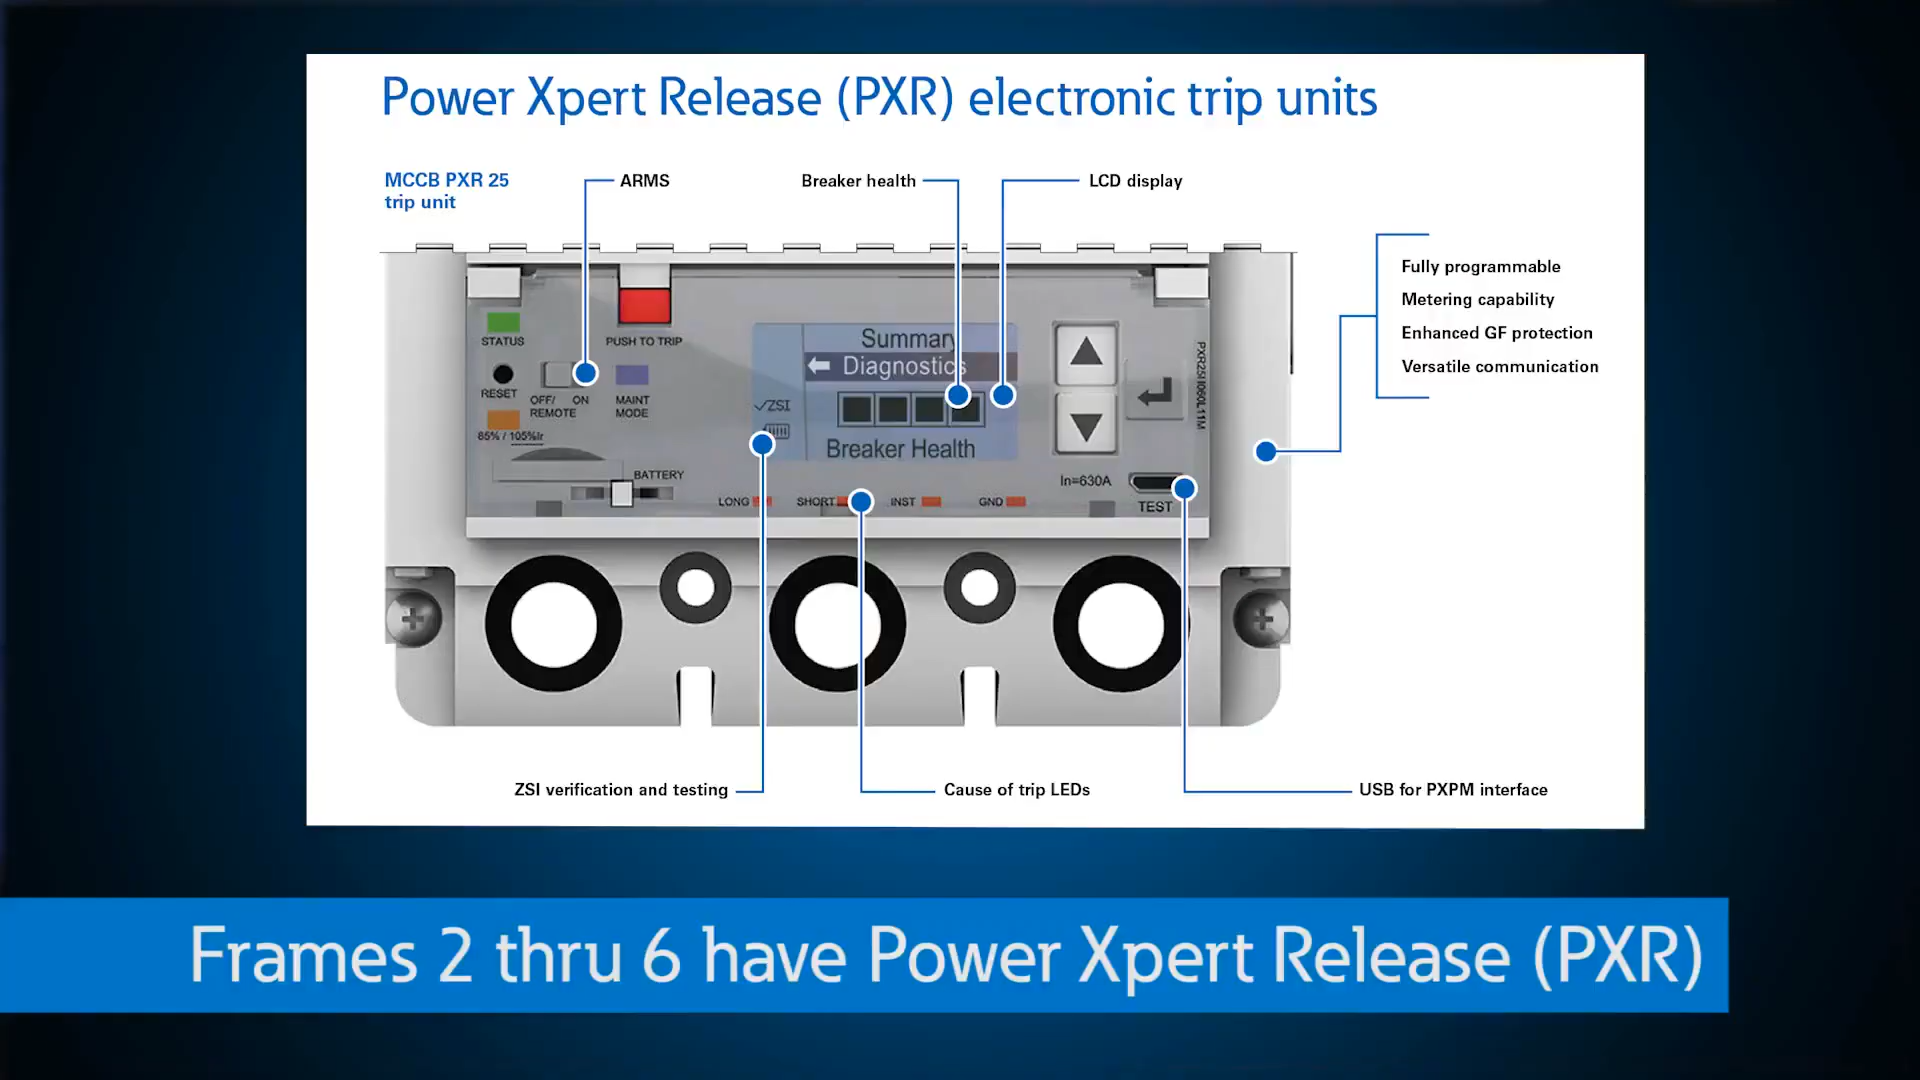 Power Xpert Release (PXR) electronic trip units
MCCB PXR 25
trip unit
ARMS
Breaker health
LCD display
Fully programmable
Metering capability
Enhanced GF protection
Versatile communication
STATUS
PUSH TO TRIP
RESET
OFF/ ON
REMOTE
MAINT
MODE
85% / 105%Ir
BATTERY
Summary
Diagnostics
ZSI
Breaker Health
LONG
SHORT
INST
GND
In=630A
TEST
ZSI verification and testing
Cause of trip LEDs
USB for PXPM interface
Frames 2 thru 6 have Power Xpert Release (PXR)